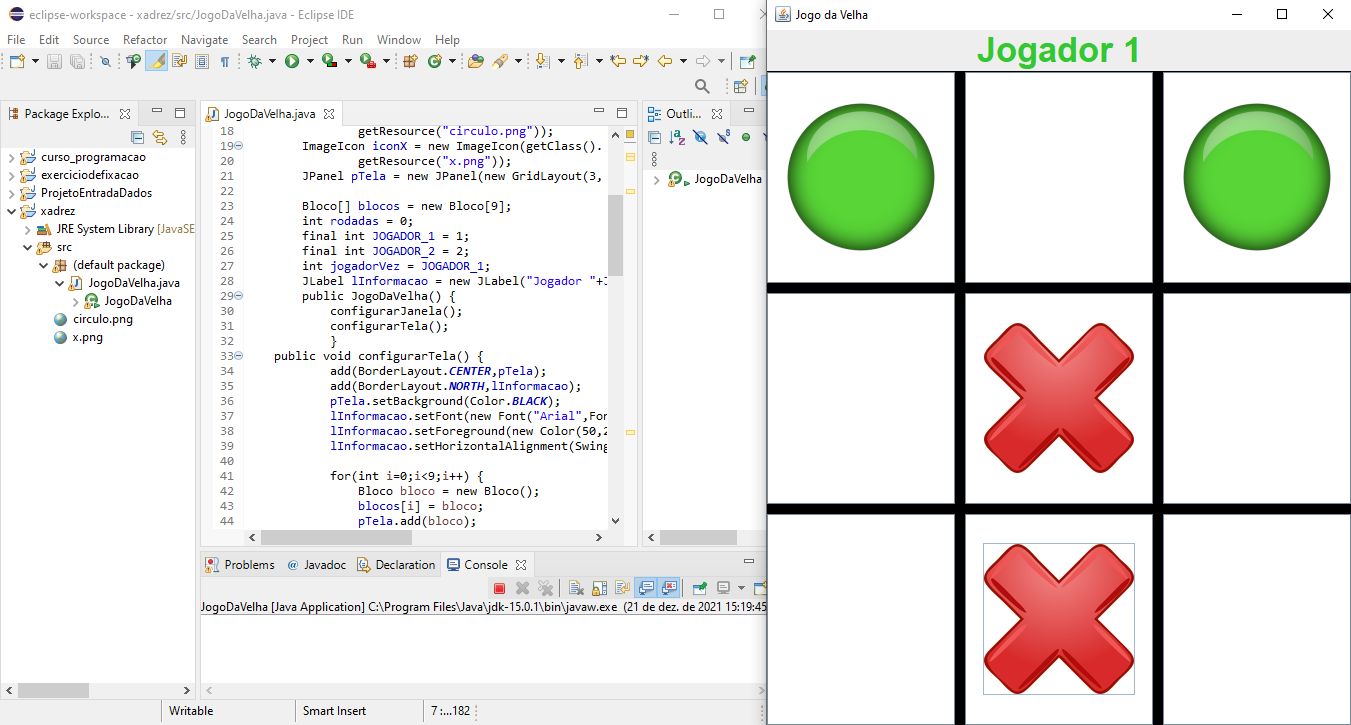 eclipse-workspace - xadrez/src/JogoDaVelha.java - Eclipse IDE
File Edit Source Refactor Navigate Search Project Run Window Help
Package Explo...
curso_programacao
exerciciodefixacao
ProjetoEntradaDados
xadrez
JRE System Library [JavaSE
src
(default package)
JogoDaVelha.java
JogoDaVelha
circulo.png
x.png
JogoDaVelha.java
18 getResource("circulo.png"));
19 ImageIcon iconX = new ImageIcon(getClass().
20 getResource("x.png"));
21 JPanel pTela = new JPanel(new GridLayout(3,
22
23 Bloco[] blocos = new Bloco[9];
24 int rodadas = 0;
25 final int JOGADOR_1 = 1;
26 final int JOGADOR_2 = 2;
27 int jogadorVez = JOGADOR_1;
28 JLabel lInformacao = new JLabel("Jogador "+J
29 public JogoDaVelha() {
30 configurarJanela();
31 configurarTela();
32 }
33 public void configurarTela() {
34 add(BorderLayout.CENTER,pTela);
35 add(BorderLayout.NORTH,lInformacao);
36 pTela.setBackground(Color.BLACK);
37 lInformacao.setFont(new Font("Arial",Fon
38 lInformacao.setForeground(new Color(50,2
39 lInformacao.setHorizontalAlignment(Swing
40
41 for(int i=0;i<9;i++) {
42 Bloco bloco = new Bloco();
43 blocos[i] = bloco;
44 pTela.add(bloco);
Outli...
JogoDaVelha
Problems @ Javadoc Declaration Console
JogoDaVelha [Java Application] C:\Program Files\Java\jdk-15.0.1\bin\javaw.exe (21 de dez. de 2021 15:19:45
Writable Smart Insert 7 :...182
Jogo da Velha
Jogador 1